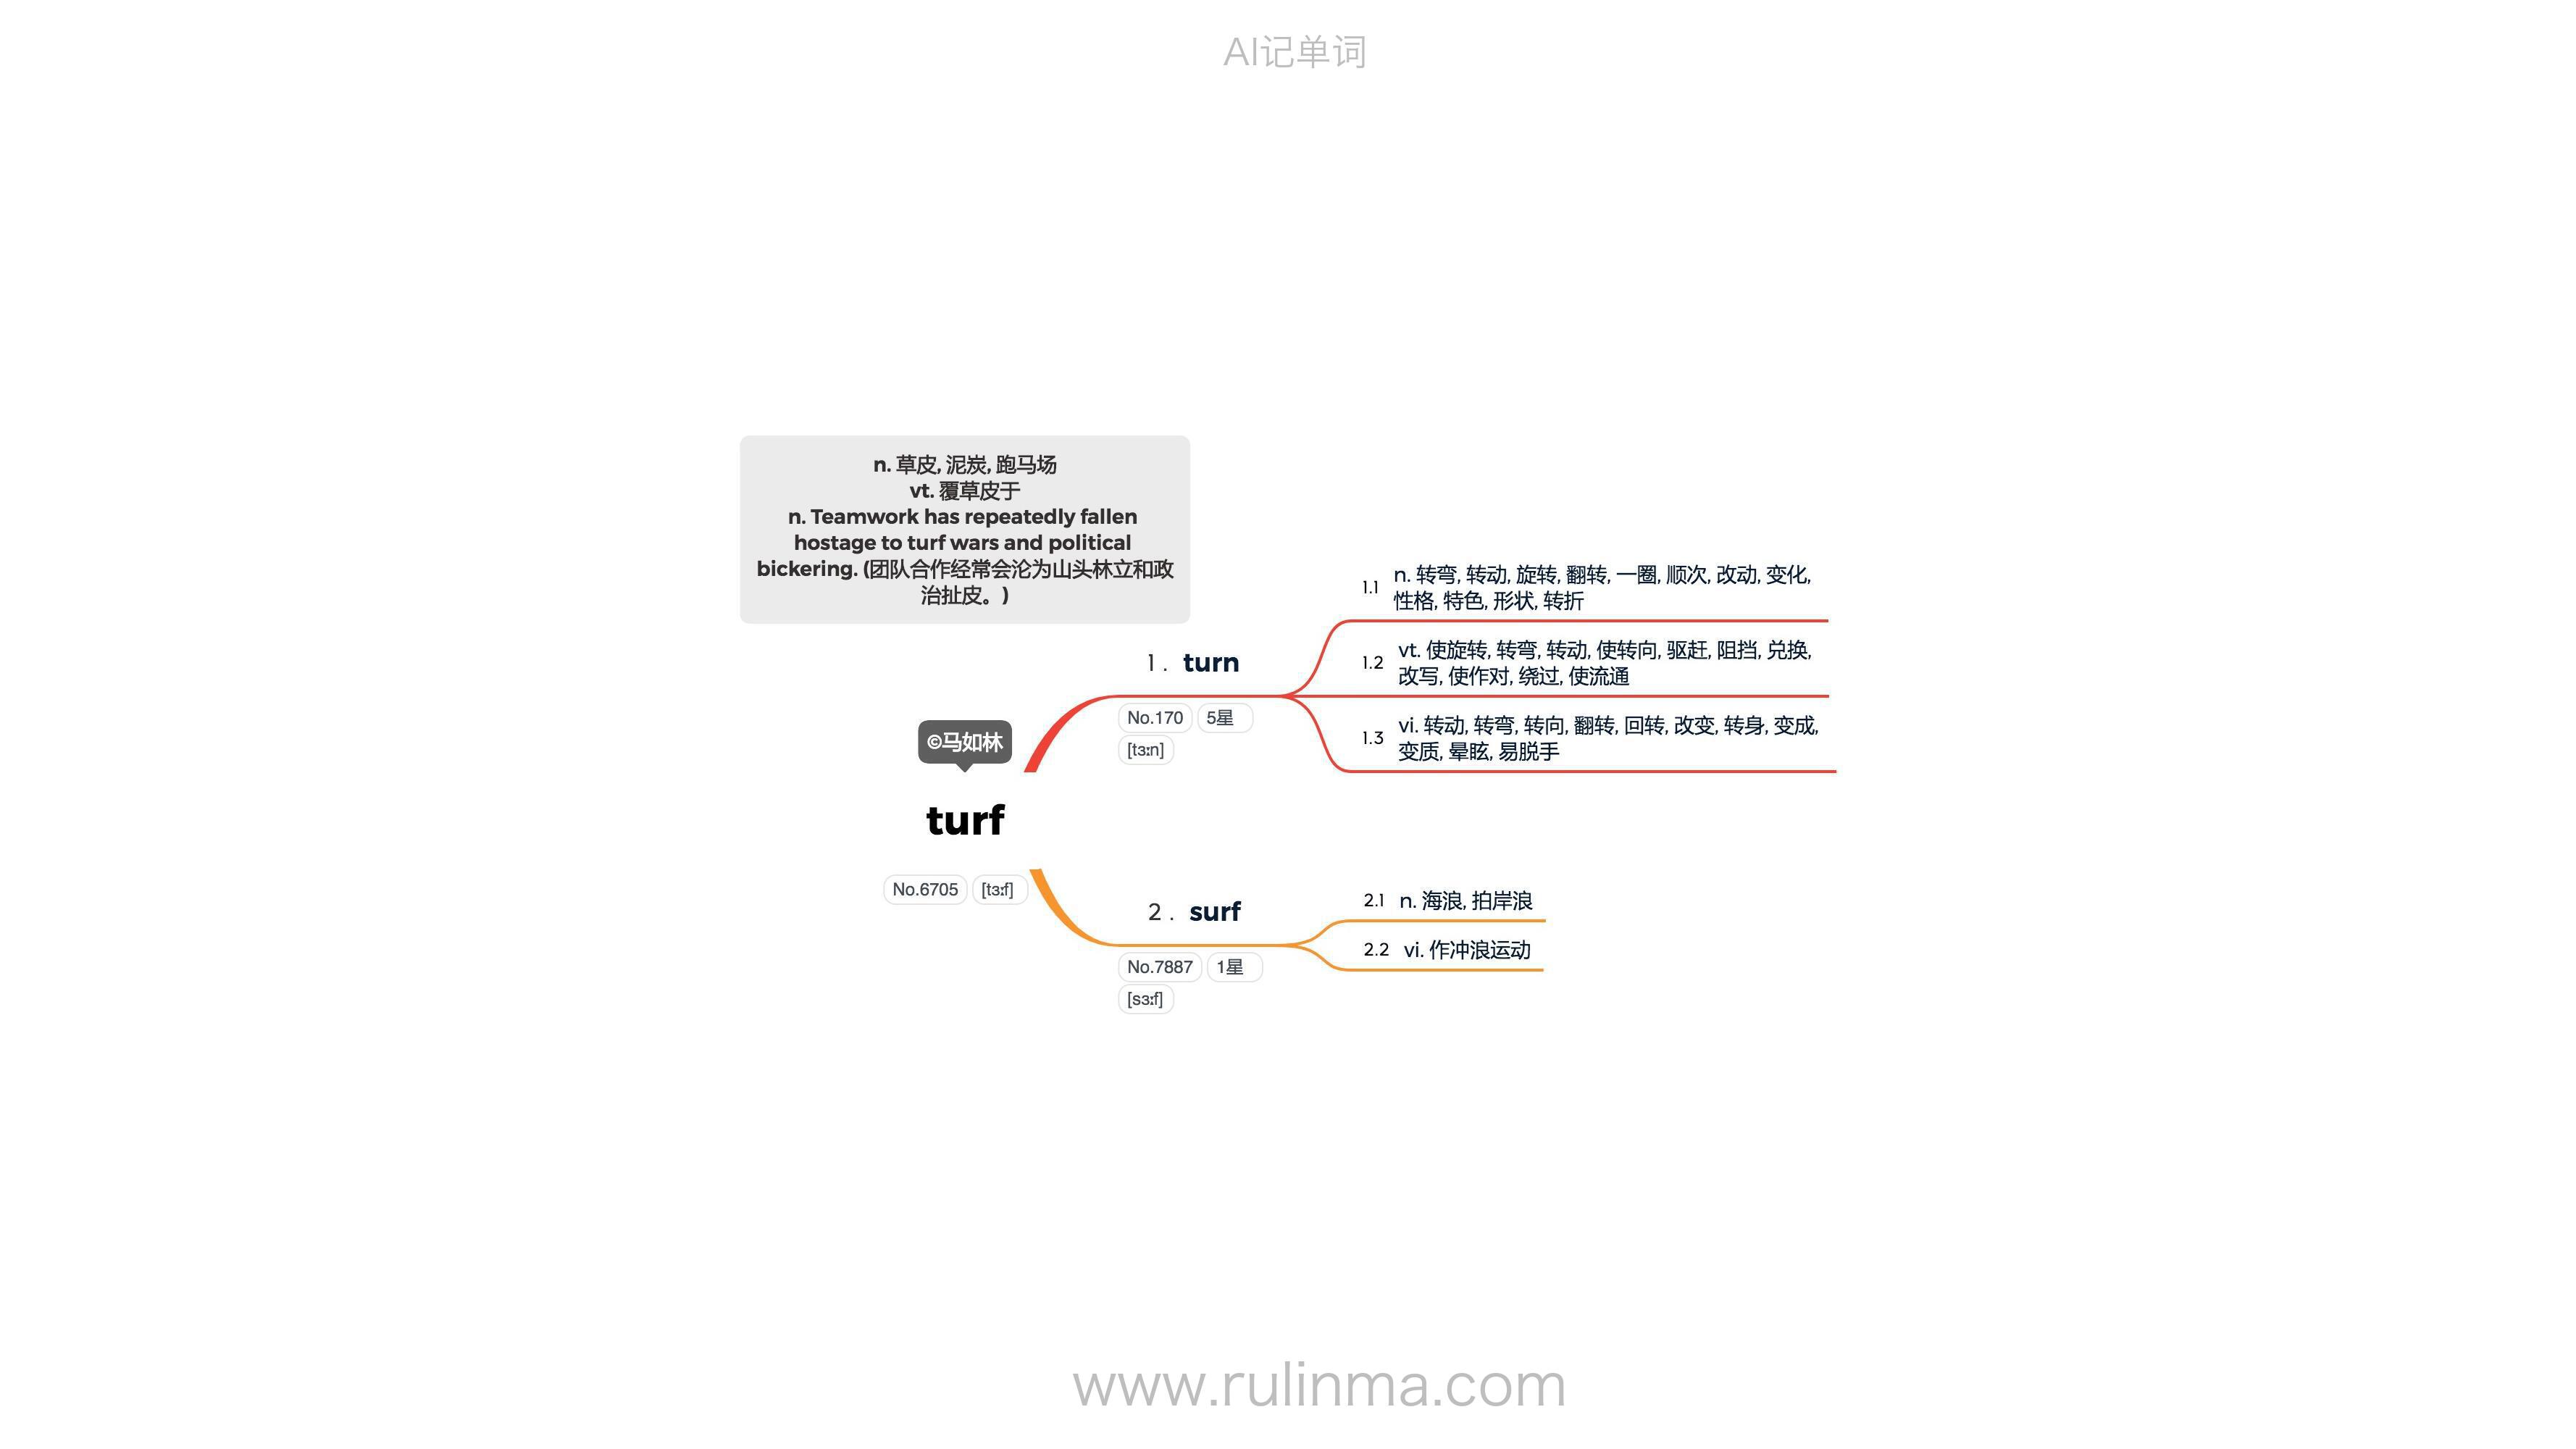 AI记单词
n. 草皮, 泥炭, 跑马场
vt. 覆草皮于
n. Teamwork has repeatedly fallen
hostage to turf wars and political
bickering. (团队合作经常会沦为山头林立和政
治扯皮。)
©马如林
turf
No.6705 [tɜːf]
1. turn
No.170 5星
[tɜːn]
1.1 n. 转弯, 转动, 旋转, 翻转, 一圈, 顺次, 改动, 变化,
性格, 特色, 形状, 转折
1.2 vt. 使旋转, 转弯, 转动, 使转向, 驱赶, 阻挡, 兑换,
改写, 使作对, 绕过, 使流通
1.3 vi. 转动, 转弯, 转向, 翻转, 回转, 改变, 转身, 变成,
变质, 晕眩, 易脱手
2. surf
No.7887 1星
[sɜːf]
2.1 n. 海浪, 拍岸浪
2.2 vi. 作冲浪运动
www.rulinma.com